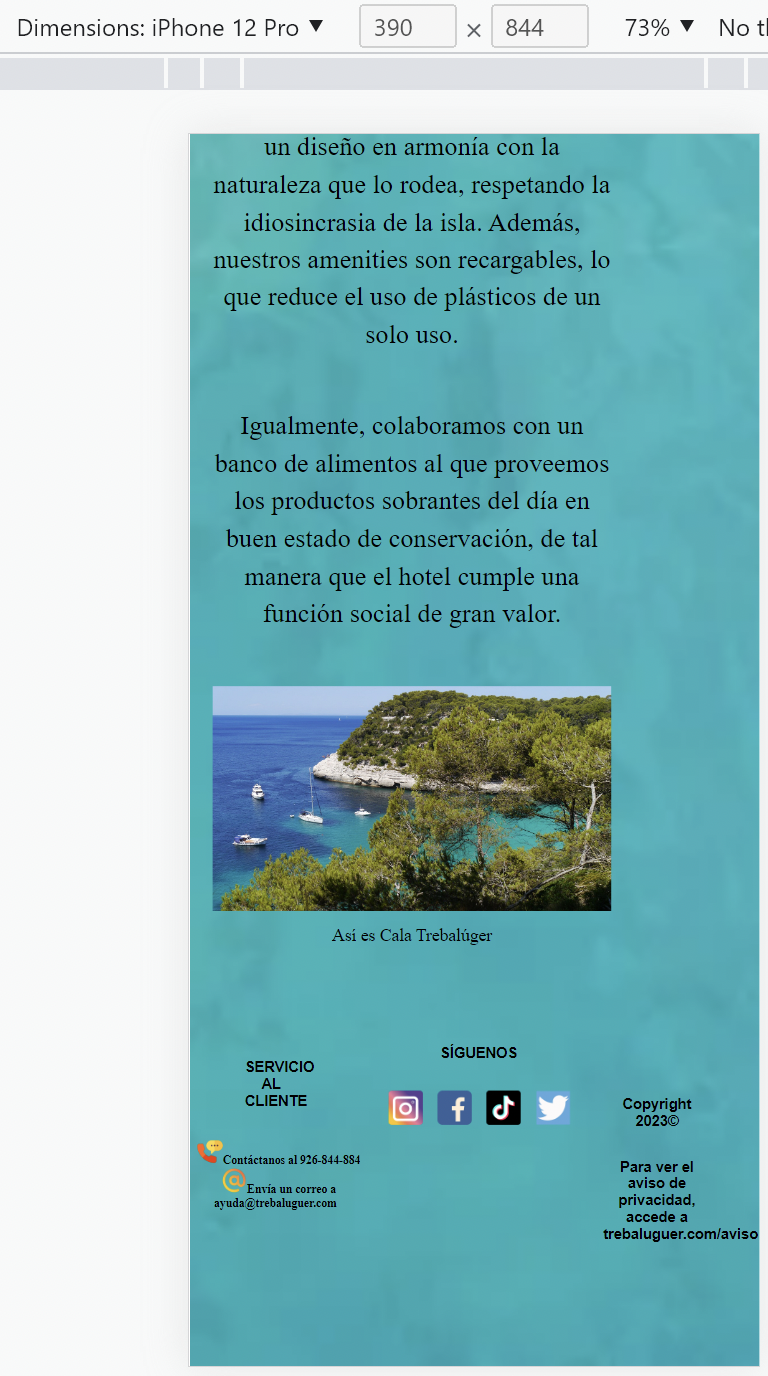 Dimensions: iPhone 12 Pro ▼ 390 × 844 73% ▼ No tl
un diseño en armonía con la
naturaleza que lo rodea, respetando la
idiosincrasia de la isla. Además,
nuestros amenities son recargables, lo
que reduce el uso de plásticos de un
solo uso.
Igualmente, colaboramos con un
banco de alimentos al que proveemos
los productos sobrantes del día en
buen estado de conservación, de tal
manera que el hotel cumple una
función social de gran valor.
Así es Cala Trebalúger
SERVICIO
AL
CLIENTE
Contáctanos al 926-844-884
Envía un correo a
ayuda@trebaluguer.com
SÍGUENOS
Copyright
2023©
Para ver el
aviso de
privacidad,
accede a
trebaluguer.com/aviso